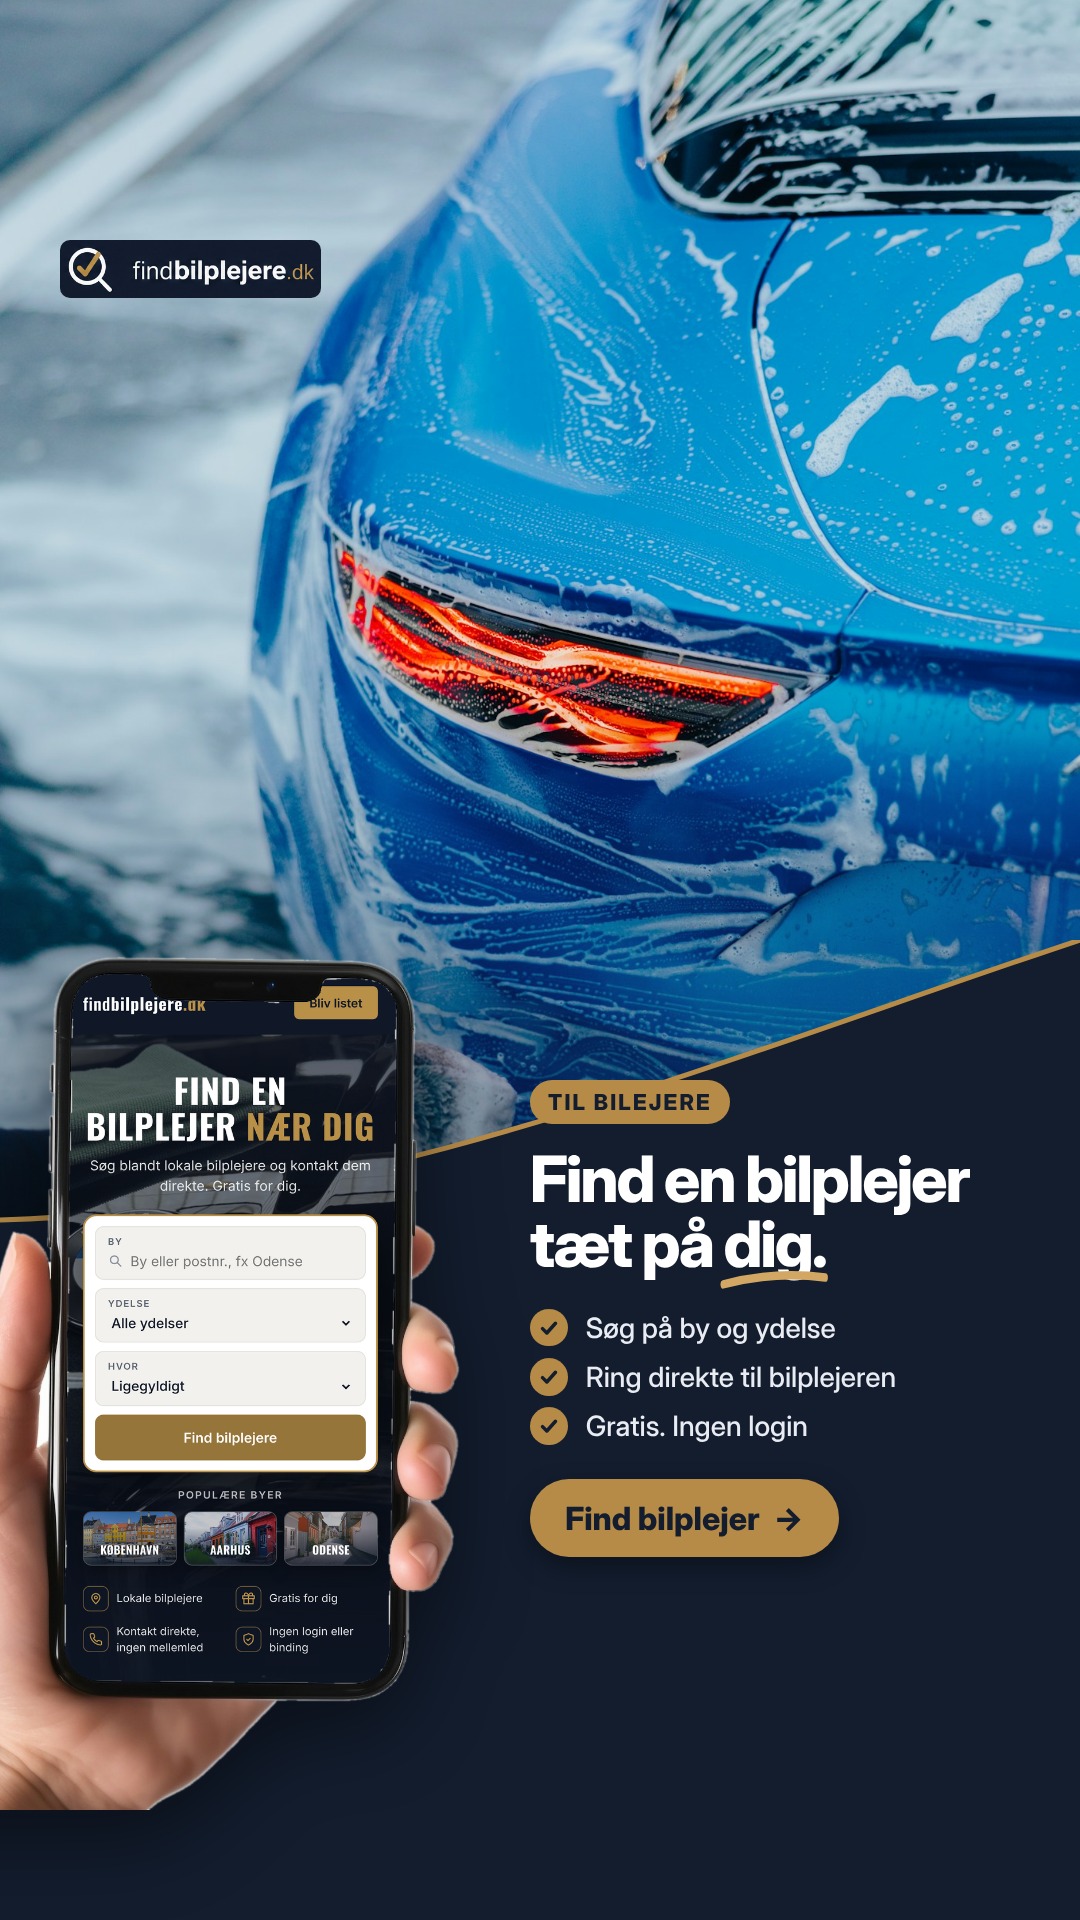 findbilplejere.dk
findbilplejere.dk
Bliv listet
FIND EN
BILPLEJER NÆR DIG
Søg blandt lokale bilplejere og kontakt dem
direkte. Gratis for dig.
BY
By eller postnr., fx Odense
YDELSE
Alle ydelser
HVOR
Ligegyldigt
Find bilplejere
POPULÆRE BYER
KØBENHAVN
AARHUS
ODENSE
Lokale bilplejere
Gratis for dig
Kontakt direkte,
ingen mellemled
Ingen login eller
binding
TIL BILEJERE
Find en bilplejer
tæt på dig.
Søg på by og ydelse
Ring direkte til bilplejeren
Gratis. Ingen login
Find bilplejer →